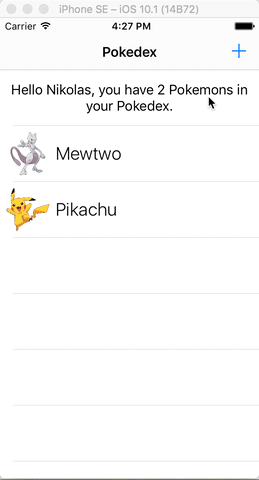 iPhone SE – iOS 10.1 (14B72)
Carrier 4:27 PM
Pokedex +
Hello Nikolas, you have 2 Pokemons in
your Pokedex.
Mewtwo
Pikachu